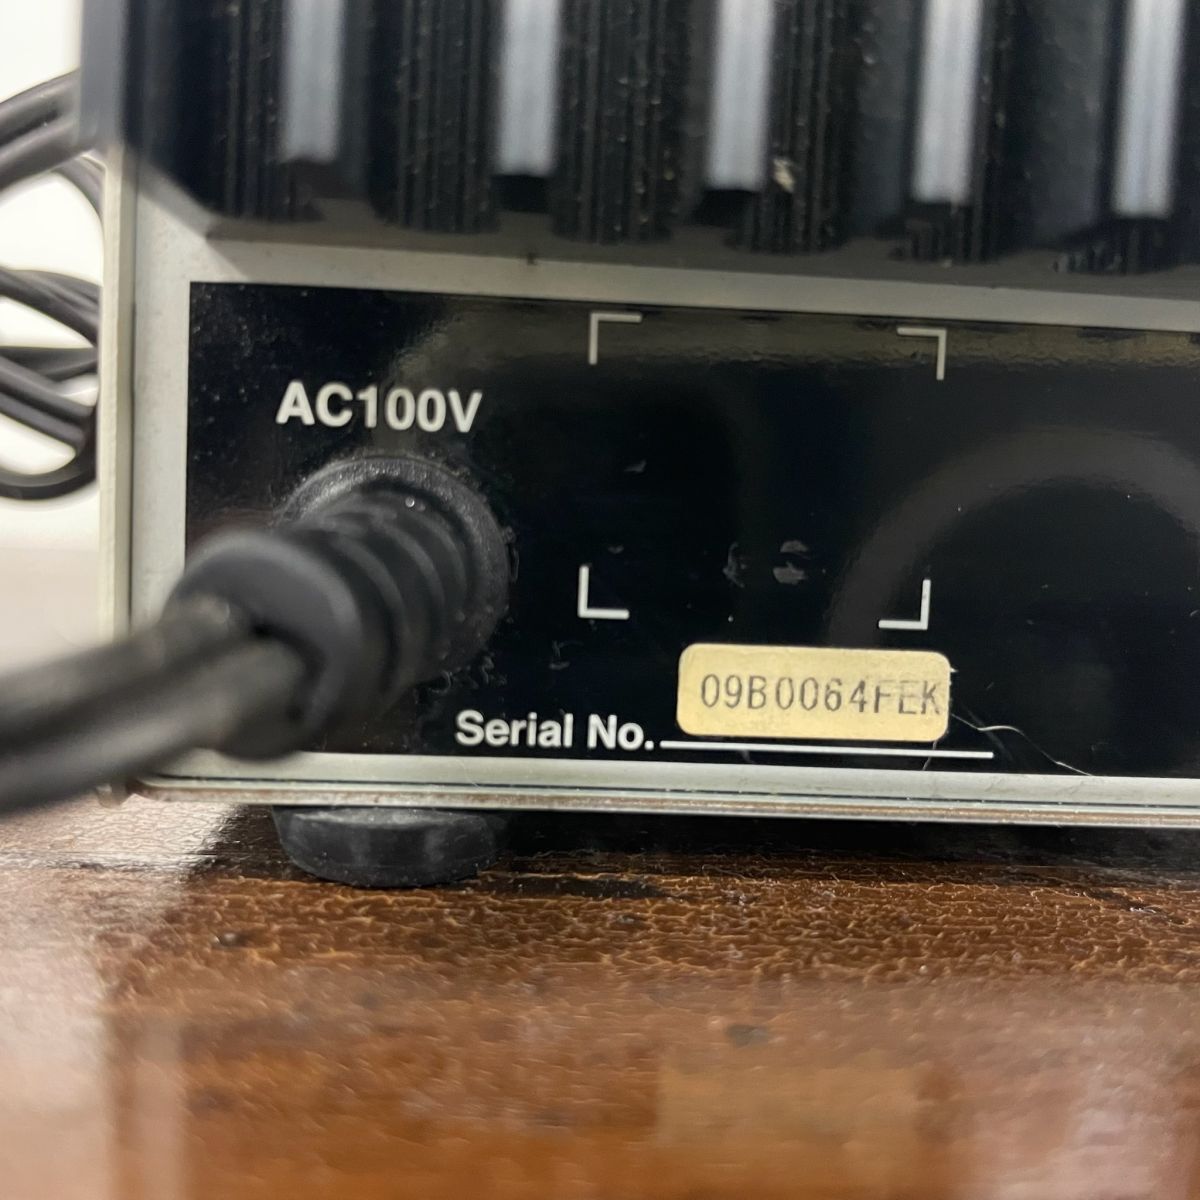 AC100V
09B0064FEK
Serial No.